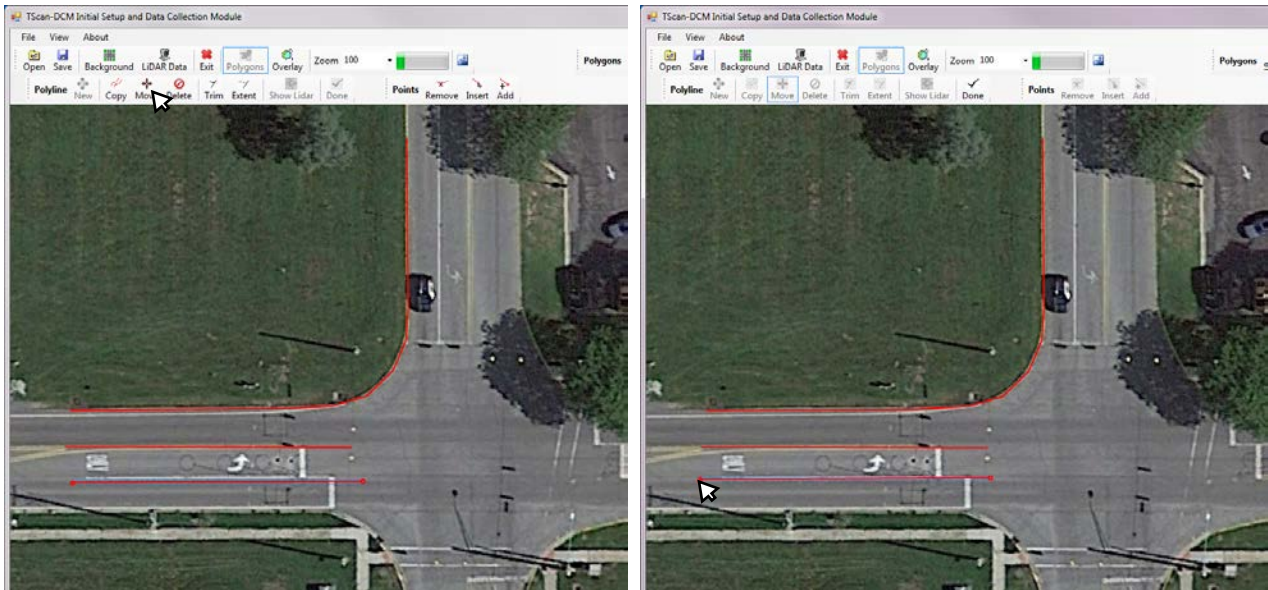 TScan-DCM Initial Setup and Data Collection Module
File View About
Open Save Background LiDAR Data Exit Polygons Overlay Zoom 100 Polygons
Polyline New Copy Move Delete Trim Extent Show Lidar Done Points Remove Insert Add
ONLY
TScan-DCM Initial Setup and Data Collection Module
File View About
Open Save Background LiDAR Data Exit Polygons Overlay Zoom 100 Polygons
Polyline New Copy Move Delete Trim Extent Show Lidar Done Points Remove Insert Add
ONLY